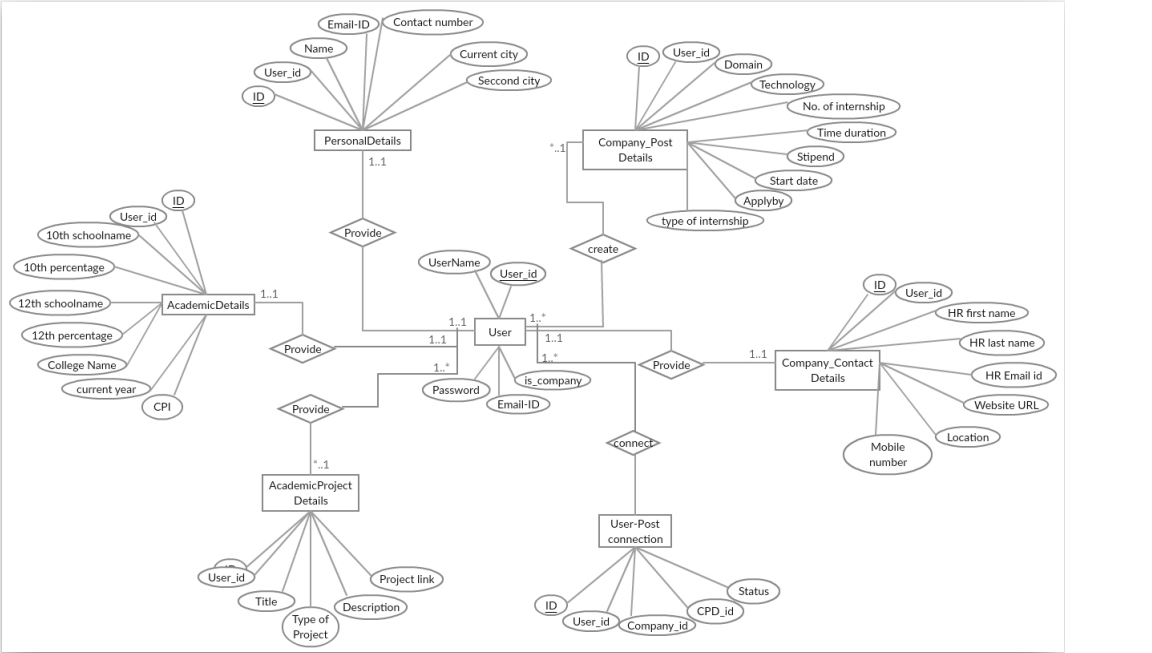 Email-ID
Contact number
Name
Current city
User_id
Seccond city
ID
PersonalDetails
1..1
Provide
ID
User_id
Domain
Technology
No. of internship
Time duration
Stipend
Start date
Applyby
type of internship
Company_Post
Details
*..1
create
ID
User_id
10th schoolname
10th percentage
12th schoolname
12th percentage
College Name
current year
CPI
AcademicDetails
1..1
Provide
UserName
User_id
User
Password
Email-ID
is_company
1..1
1..1
1..*
1..*
1..1
1..*
Provide
1..1
ID
User_id
HR first name
HR last name
HR Email id
Website URL
Location
Mobile
number
Company_Contact
Details
Provide
*..1
AcademicProject
Details
User_id
Title
Type of
Project
Description
Project link
connect
User-Post
connection
ID
User_id
Company_id
CPD_id
Status